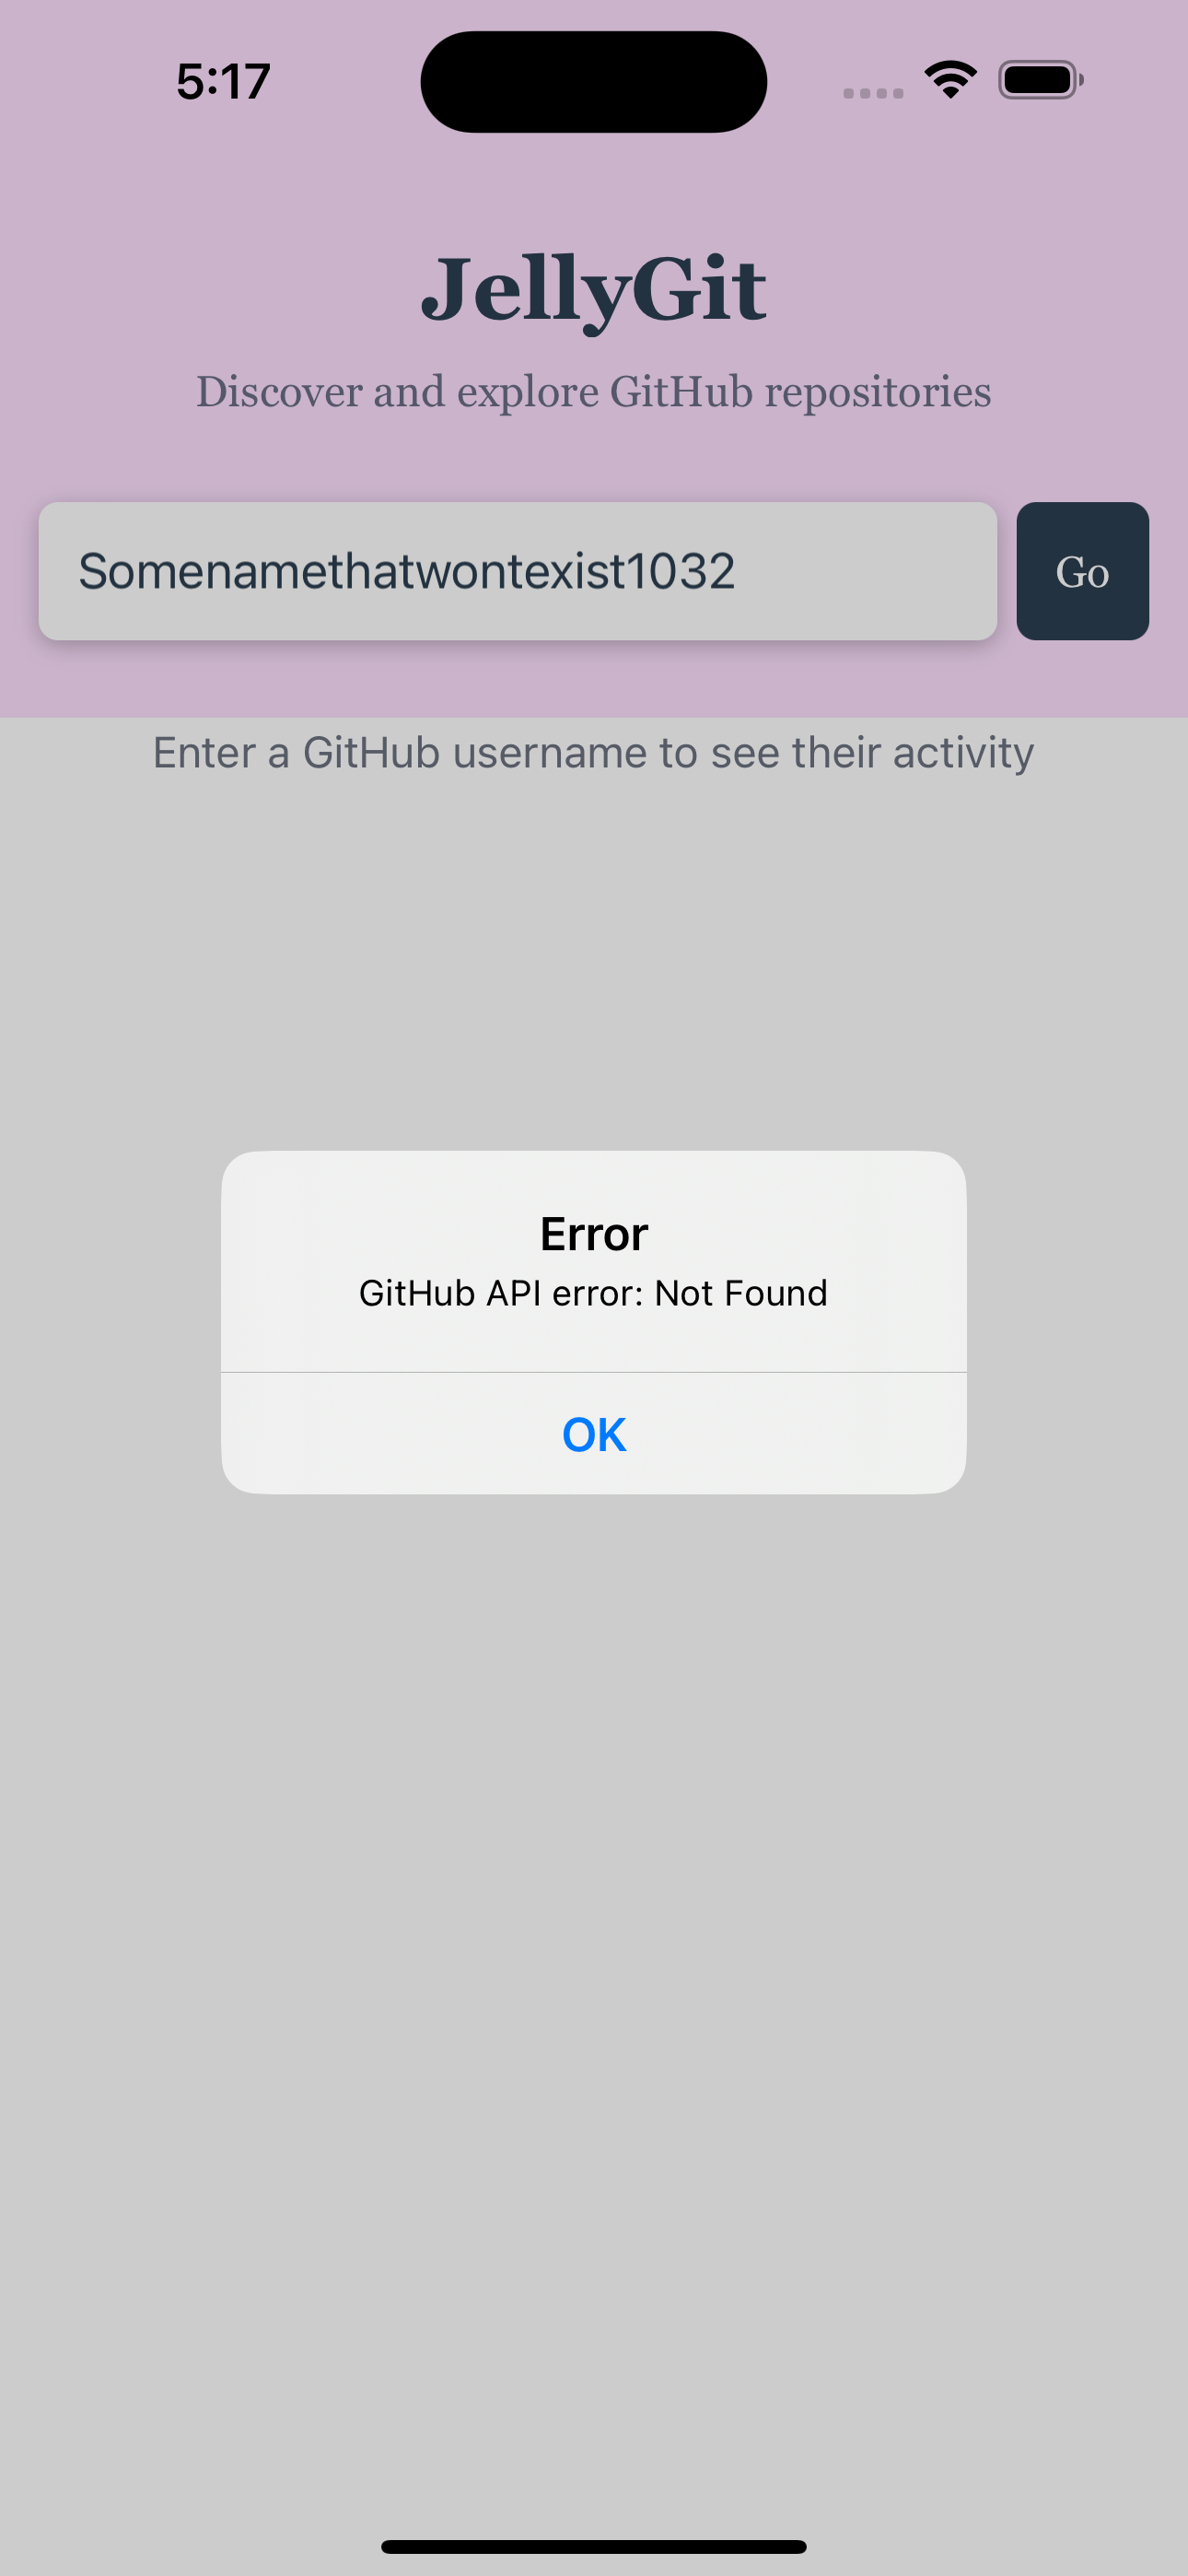 5:17
JellyGit
Discover and explore GitHub repositories
Somenamethatwontexist1032
Go
Enter a GitHub username to see their activity
Error
GitHub API error: Not Found
OK